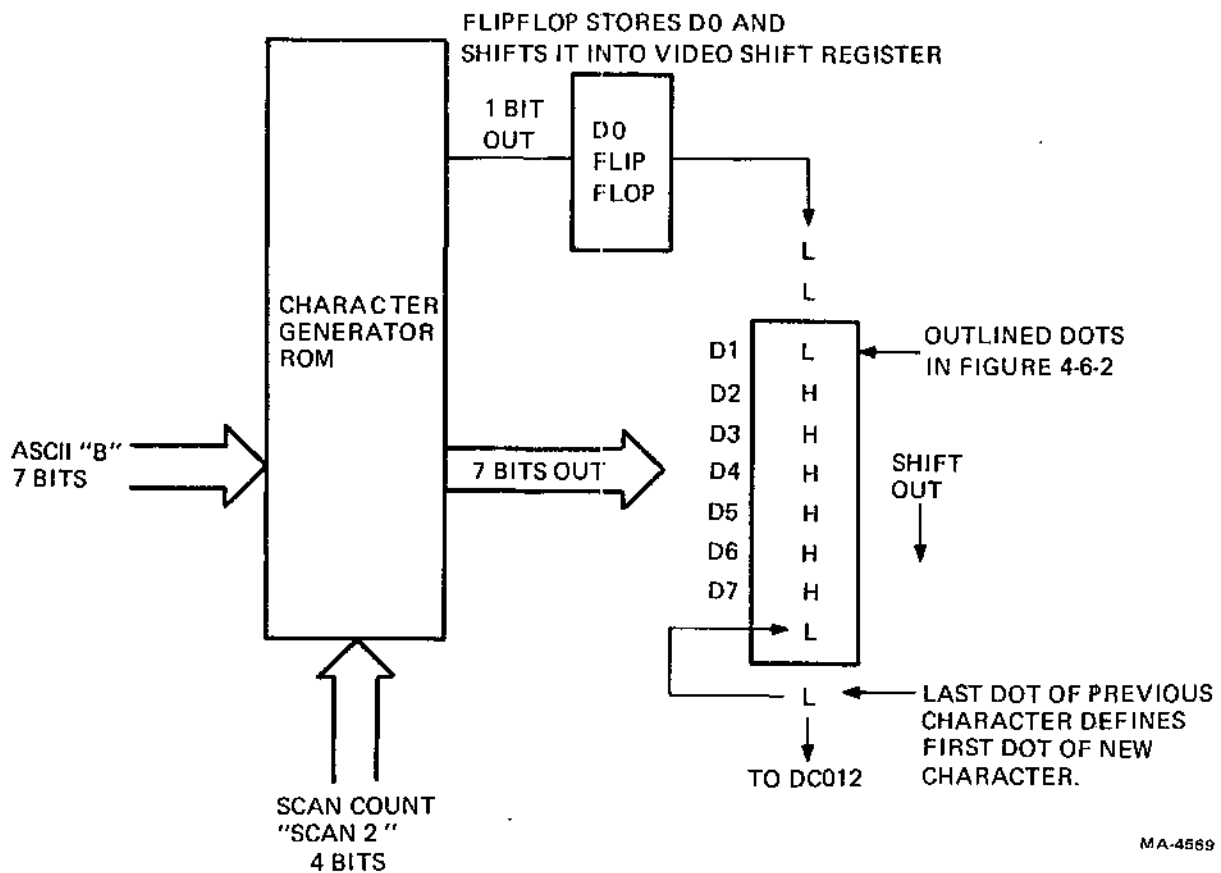 FLIPFLOP STORES D0 AND
SHIFTS IT INTO VIDEO SHIFT REGISTER
1 BIT
OUT
D0
FLIP
FLOP
L
L
CHARACTER
GENERATOR
ROM
D1 L
OUTLINED DOTS
IN FIGURE 4-6-2
D2 H
D3 H
D4 H
D5 H
D6 H
D7 H
L
ASCII "B"
7 BITS
7 BITS OUT
SHIFT
OUT
L
LAST DOT OF PREVIOUS
CHARACTER DEFINES
FIRST DOT OF NEW
CHARACTER.
TO DC012
SCAN COUNT
"SCAN 2"
4 BITS
MA-4569